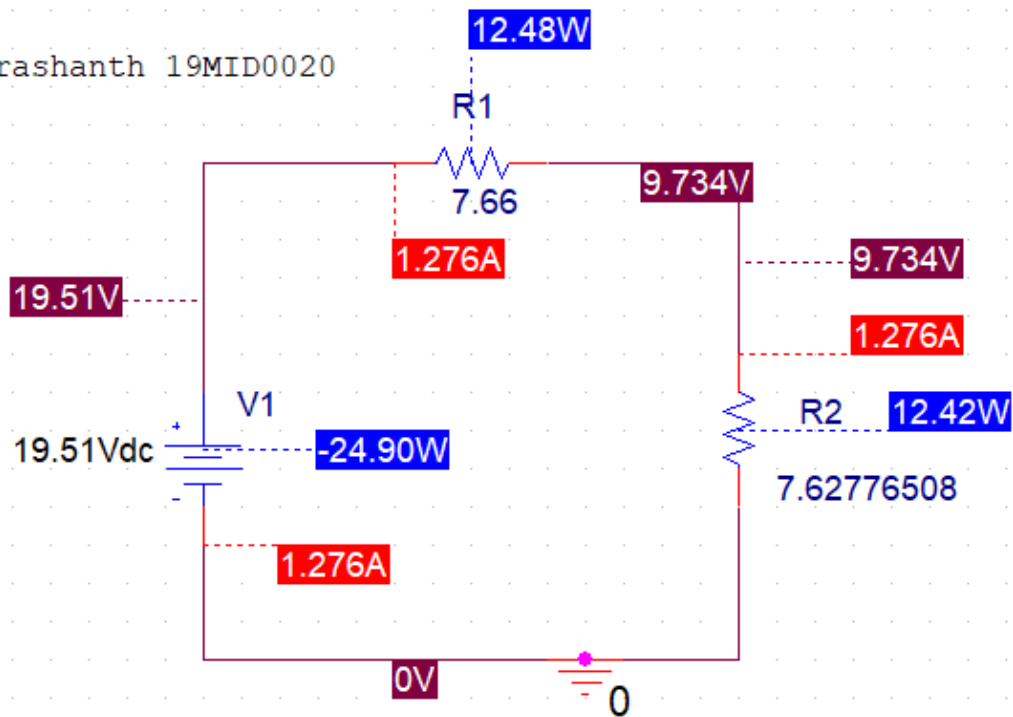 12.48W
rashanth 19MID0020
R1
9.734V
7.66
1.276A
9.734V
19.51V
1.276A
V1
R2
12.42W
19.51Vdc
-24.90W
7.62776508
1.276A
0V
0